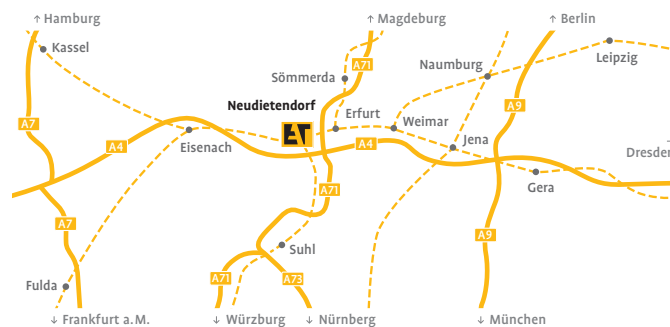 ↑ Hamburg
↑ Magdeburg
↑ Berlin
Kassel
Leipzig
A71
Naumburg
Sömmerda
Neudietendorf
A9
Erfurt
Weimar
A7
A4
Eisenach
A4
Jena
Dresden
Gera
A71
A7
A9
Suhl
A71
A73
Fulda
↓ Frankfurt a.M.
↓ Würzburg
↓ Nürnberg
↓ München